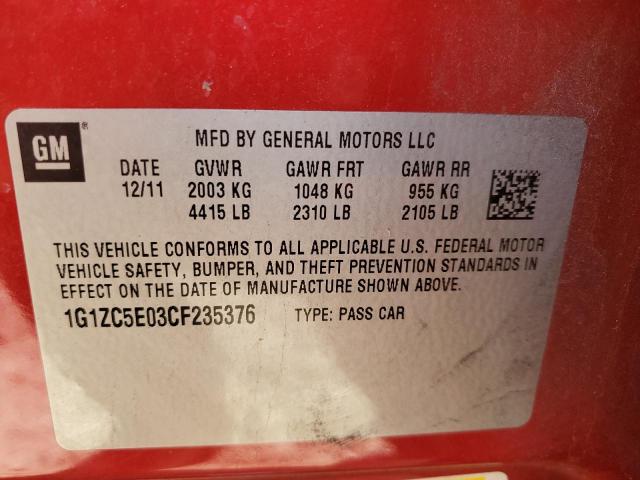 GM ®
MFD BY GENERAL MOTORS LLC
DATE GVWR GAWR FRT GAWR RR
12/11 2003 KG 1048 KG 955 KG
4415 LB 2310 LB 2105 LB
THIS VEHICLE CONFORMS TO ALL APPLICABLE U.S. FEDERAL MOTOR
VEHICLE SAFETY, BUMPER, AND THEFT PREVENTION STANDARDS IN
EFFECT ON THE DATE OF MANUFACTURE SHOWN ABOVE.
1G1ZC5E03CF235376 TYPE: PASS CAR